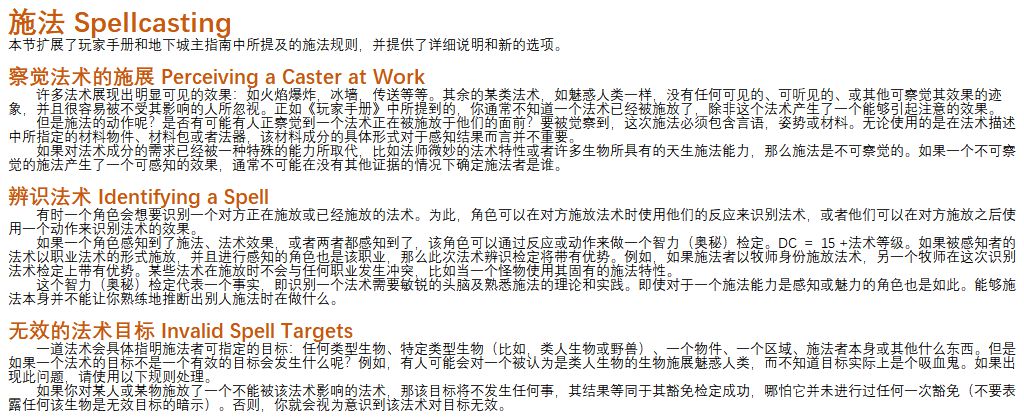 施法 Spellcasting
本节扩展了玩家手册和地下城主指南中所提及的施法规则，并提供了详细说明和新的选项。
察觉法术的施展 Perceiving a Caster at Work
许多法术展现出明显可见的效果：如火焰爆炸，冰墙，传送等等。其余的某类法术，如魅惑人类一样，没有任何可见的、可听见的、或其他可察觉其效果的迹
象，并且很容易被不受其影响的人所忽视。正如《玩家手册》中所提到的，你通常不知道一个法术已经被施放了，除非这个法术产生了一个能够引起注意的效果。
但是施法的动作呢？是否有可能有人正察觉到一个法术正在被施放于他们的面前？要被觉察到，这次施法必须包含言语，姿势或材料。无论使用的是在法术描述
中所指定的材料物件、材料包或者法器，该材料成分的具体形式对于感知结果而言并不重要。
如果对法术成分的需求已经被一种特殊的能力所取代，比如法师微妙的法术特性或者许多生物所具有的天生施法能力，那么施法是不可察觉的。如果一个不可察
觉的施法产生了一个可感知的效果，通常不可能在没有其他证据的情况下确定施法者是谁。
辨识法术 Identifying a Spell
有时一个角色会想要识别一个对方正在施放或已经施放的法术。为此，角色可以在对方施放法术时使用他们的反应来识别法术，或者他们可以在对方施放之后使
用一个动作来识别法术的效果。
如果一个角色感知到了施法、法术效果，或者两者都感知到了，该角色可以通过反应或动作来做一个智力（奥秘）检定。DC = 15 +法术等级。如果被感知者的
法术以职业法术的形式施放，并且进行感知的角色也是该职业，那么此次法术辨识检定将带有优势。例如，如果施法者以牧师身份施放法术，另一个牧师在这次识别
法术检定上带有优势。某些法术在施放时不会与任何职业发生冲突，比如当一个怪物使用其固有的施法特性。
这个智力（奥秘）检定代表一个事实，即识别一个法术需要敏锐的头脑及熟悉施法的理论和实践。即使对于一个施法能力是感知或魅力的角色也是如此。能够施
法本身并不能让你熟练地推断出别人施法时在做什么。
无效的法术目标 Invalid Spell Targets
一道法术会具体指明施法者可指定的目标：任何类型生物、特定类型生物（比如、类人生物或野兽）、一个物件、一个区域、施法者本身或其他什么东西。但是
如果一个法术的目标不是一个有效的目标会发生什么呢？例如，有人可能会对一个被认为是类人生物的生物施展魅惑人类，而不知道目标实际上是个吸血鬼。如果出
现此问题，请使用以下规则处理。
如果你对某人或某物施放了一个不能被该法术影响的法术，那该目标将不发生任何事，其结果等同于其豁免检定成功，哪怕它并未进行过任何一次豁免（不要表
露任何该生物是无效目标的暗示）。否则，你就会视为意识到该法术对目标无效。